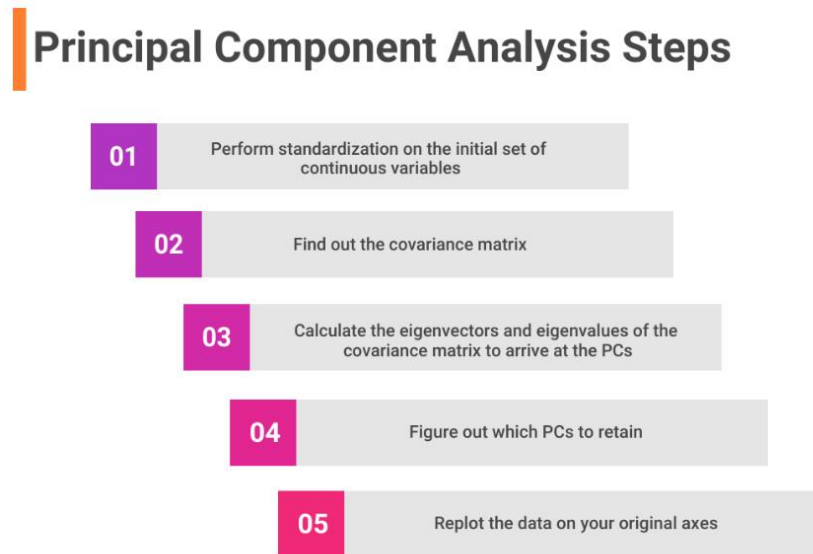 Principal Component Analysis Steps
01
Perform standardization on the initial set of
continuous variables
02
Find out the covariance matrix
03
Calculate the eigenvectors and eigenvalues of the
covariance matrix to arrive at the PCs
04
Figure out which PCs to retain
05
Replot the data on your original axes